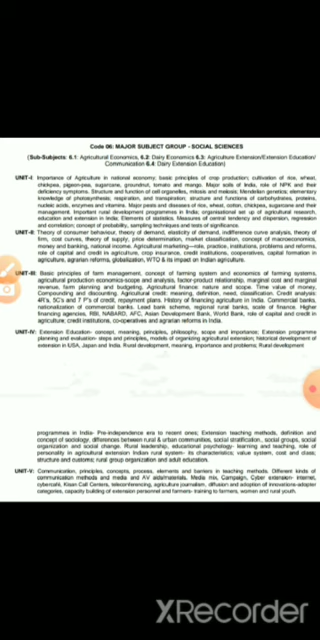 Code 06: MAJOR SUBJECT GROUP - SOCIAL SCIENCES
(Sub-Subjects: 6.1: Agricultural Economics, 6.2: Dairy Economics 6.3: Agriculture Extension/Extension Education/
Communication 6.4: Dairy Extension Education)
UNIT-I: Importance of Agriculture in national economy; basic principles of crop production; cultivation of rice, wheat,
chickpea, pigeon-pea, sugarcane, groundnut, tomato and mango. Major soils of India, role of NPK and their
deficiency symptoms. Structure and function of cell organelles, mitosis and meiosis; Mendelian genetics; elementary
knowledge of photosynthesis; respiration, and transpiration; structure and functions of carbohydrates, proteins,
nucleic acids, enzymes and vitamins. Major pests and diseases of rice, wheat, cotton, chickpea, sugarcane and their
management. Important rural development programmes in India; organisational set up of agricultural research,
education and extension in India; Elements of statistics. Measures of central tendency and dispersion, regression
and correlation; concept of probability, sampling techniques and tests of significance.
UNIT-II: Theory of consumer behaviour, theory of demand, elasticity of demand, indifference curve analysis, theory of
firm, cost curves, theory of supply, price determination, market classification, concept of macroeconomics,
money and banking, national income. Agricultural marketing- role, practice, institutions, problems and reforms,
role of capital and credit in agriculture, crop insurance, credit institutions, cooperatives, capital formation in
agriculture, agrarian reforms, globalization, WTO & its impact on Indian agriculture.
UNIT-III: Basic principles of farm management, concept of farming system and economics of farming systems,
agricultural production economics-scope and analysis, factor-product relationship, marginal cost and marginal
revenue, farm planning and budgeting, Agricultural finance: nature and scope. Time value of money,
Compounding and discounting. Agricultural credit: meaning, definition, need, classification. Credit analysis:
4R's, 5C's and 7 P's of credit, repayment plans. History of financing agriculture in India. Commercial banks,
nationalization of commercial banks. Lead bank scheme, regional rural banks, scale of finance. Higher
financing agencies, RBI, NABARD, AFC, Asian Development Bank, World Bank, role of capital and credit in
agriculture; credit institutions, co-operatives and agrarian reforms in India.
UNIT-IV: Extension Education- concept, meaning, principles, philosophy, scope and importance; Extension programme
planning and evaluation- steps and principles, models of organizing agricultural extension; historical development
of extension in USA, Japan and India. Rural development, meaning, importance and problems; Rural development
programmes in India- Pre-independence era to recent ones; Extension teaching methods, definition and
concept of sociology, differences between rural & urban communities, social stratification., social groups, social
organization and social change. Rural leadership, educational psychology- learning and teaching, role of
personality in agricultural extension Indian rural system- its characteristics; value system, cost and class;
structure and customs; rural group organization and adult education.
UNIT-V: Communication, principles, concepts, process, elements and barriers in teaching methods. Different kinds of
communication methods and media and AV aids/materials. Media mix, Campaign, Cyber extension- internet,
cybercafé, Kisan Call Centers, teleconferencing, agriculture journalism, diffusion and adoption of innovations-adopter
categories, capacity building of extension personnel and farmers- training to farmers, women and rural youth.
XRecorder